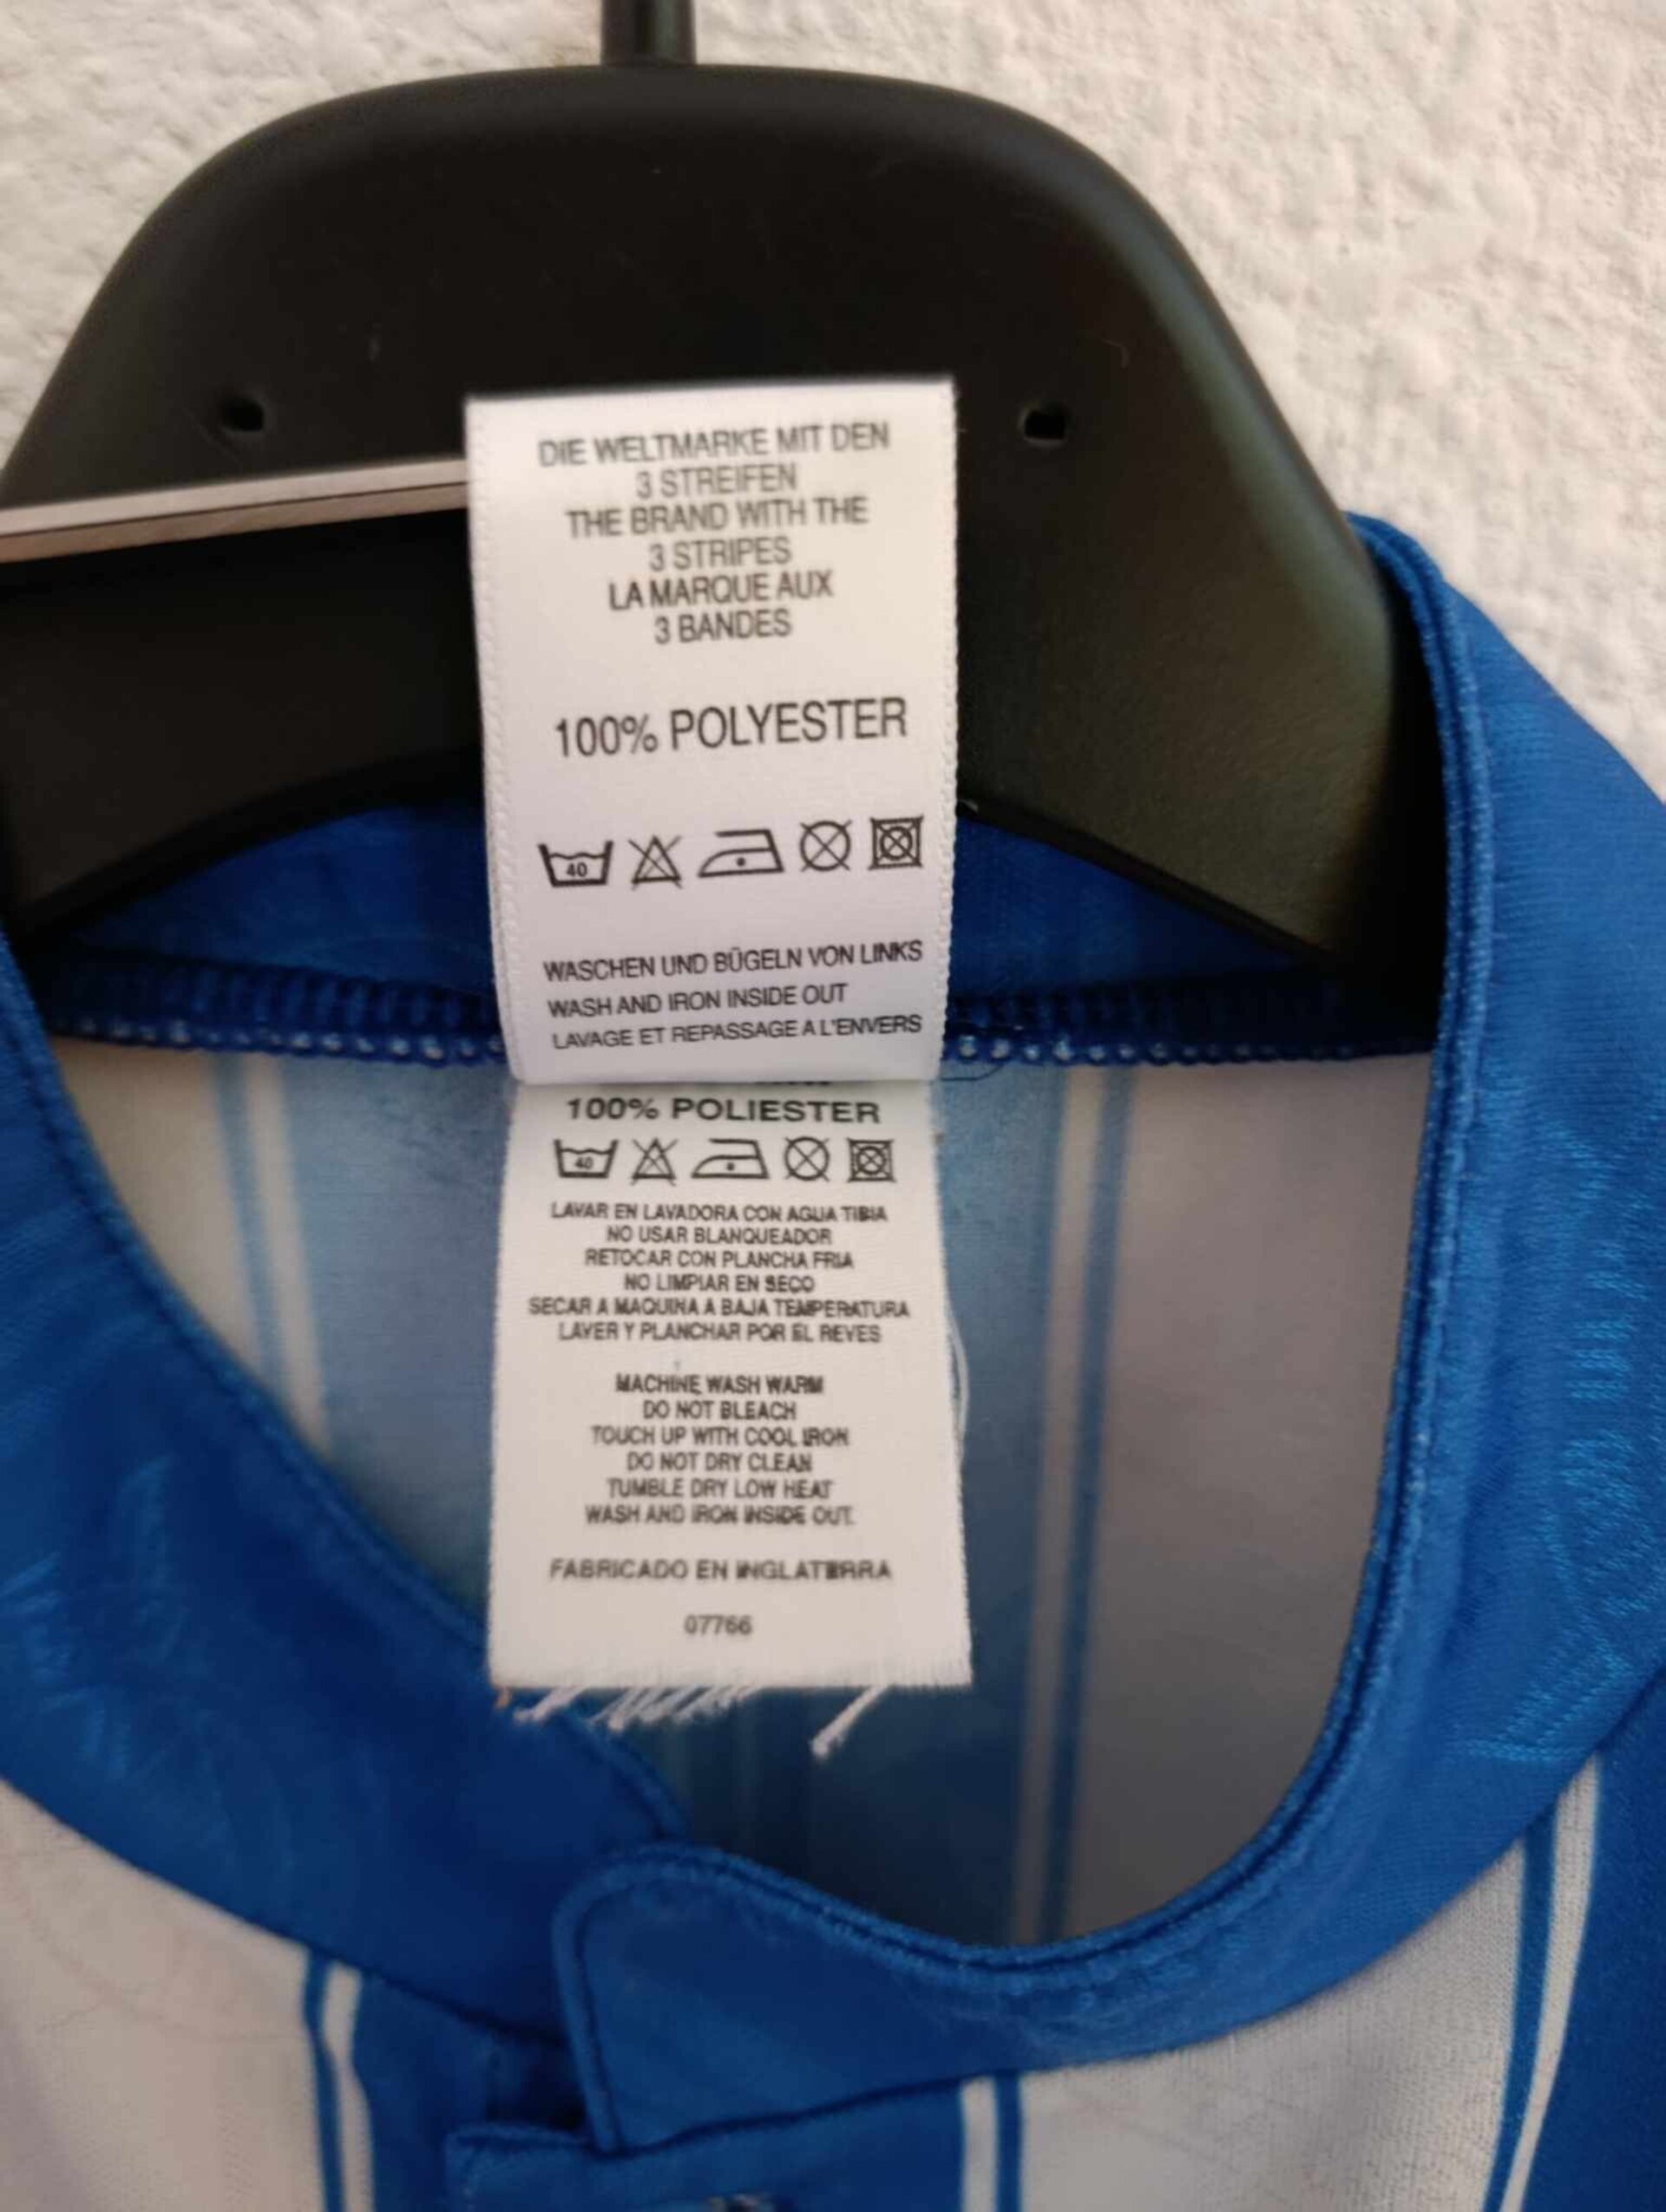 DIE WELTMARKE MIT DEN
3 STREIFEN
THE BRAND WITH THE
3 STRIPES
LA MARQUE AUX
3 BANDES
100% POLYESTER
40
WASCHEN UND BÜGELN VON LINKS
WASH AND IRON INSIDE OUT
LAVAGE ET REPASSAGE A L'ENVERS
100% POLIESTER
40
LAVAR EN LAVADORA CON AGUA TIBIA
NO USAR BLANQUEADOR
RETOCAR CON PLANCHA FRIA
NO LIMPIAR EN SECO
SECAR A MAQUINA A BAJA TEMPERATURA
LAVER Y PLANCHAR POR EL REVES
MACHINE WASH WARM
DO NOT BLEACH
TOUCH UP WITH COOL IRON
DO NOT DRY CLEAN
TUMBLE DRY LOW HEAT
WASH AND IRON INSIDE OUT.
FABRICADO EN INGLATERRA
07766